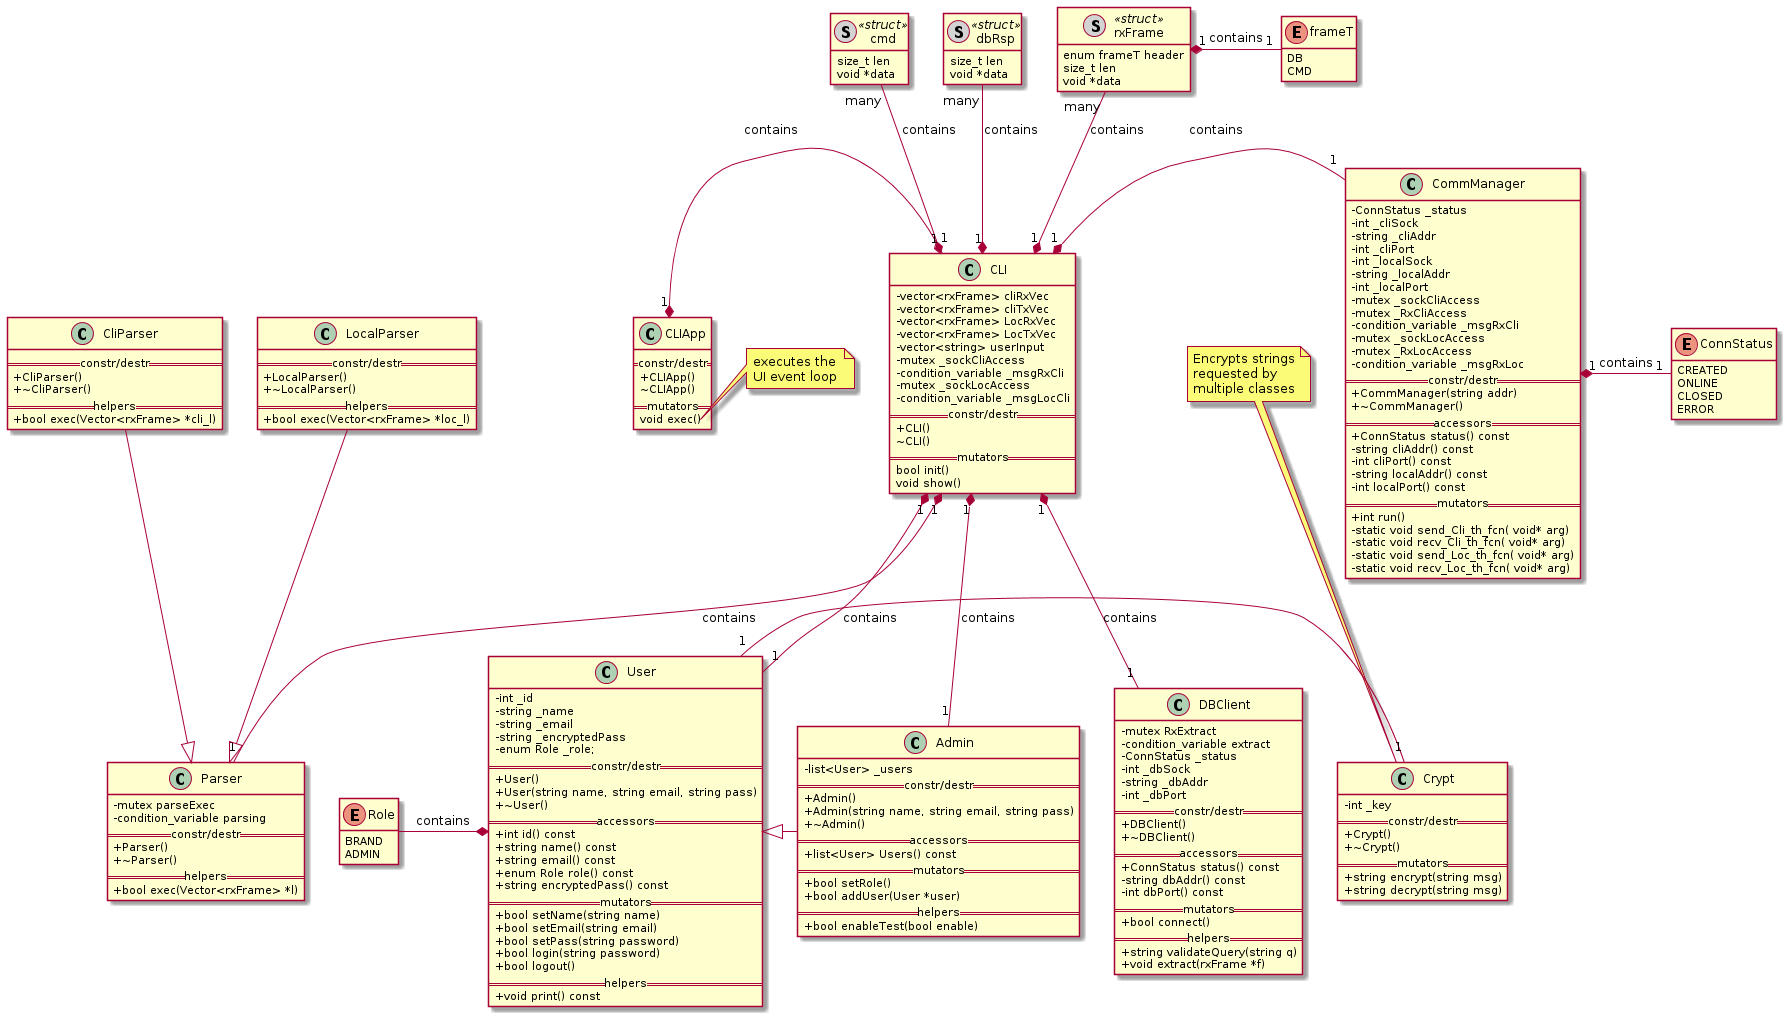 S «struct» cmd
size_t len
void *data
S «struct» dbRsp
size_t len
void *data
S «struct» rxFrame
enum frameT header
size_t len
void *data
1 contains 1
E frameT
DB
CMD
many
many
many
contains
contains
contains
contains
contains
1
1
1
1
1
1
1
C CommManager
-ConnStatus _status
-int _cliSock
-string _cliAddr
-int _cliPort
-int _localSock
-string _localAddr
-int _localPort
-mutex _sockCliAccess
-mutex _RxCliAccess
-condition_variable _msgRxCli
-mutex _sockLocAccess
-mutex _RxLocAccess
-condition_variable _msgRxLoc
constr/destr
+CommManager(string addr)
+~CommManager()
accessors
+ConnStatus status() const
-string cliAddr() const
-int cliPort() const
-string localAddr() const
-int localPort() const
mutators
+int run()
-static void send_Cli_th_fcn( void* arg)
-static void recv_Cli_th_fcn( void* arg)
-static void send_Loc_th_fcn( void* arg)
-static void recv_Loc_th_fcn( void* arg)
1 contains 1
E ConnStatus
CREATED
ONLINE
CLOSED
ERROR
C CLI
-vector<rxFrame> cliRxVec
-vector<rxFrame> cliTxVec
-vector<rxFrame> LocRxVec
-vector<rxFrame> LocTxVec
-vector<string> userInput
-mutex _sockCliAccess
-condition_variable _msgRxCli
-mutex _sockLocAccess
-condition_variable _msgLocCli
constr/destr
+CLI()
~CLI()
mutators
bool init()
void show()
C CLIApp
constr/destr
+CLIApp()
~CLIApp()
mutators
void exec()
executes the
UI event loop
Encrypts strings
requested by
multiple classes
C CliParser
constr/destr
+CliParser()
+~CliParser()
helpers
+bool exec(Vector<rxFrame> *cli_l)
C LocalParser
constr/destr
+LocalParser()
+~LocalParser()
helpers
+bool exec(Vector<rxFrame> *loc_l)
1
1
1
1
contains
contains
contains
contains
1
1
1
1
1
1
C Parser
-mutex parseExec
-condition_variable parsing
constr/destr
+Parser()
+~Parser()
helpers
+bool exec(Vector<rxFrame> *l)
E Role
BRAND
ADMIN
contains
C User
-int _id
-string _name
-string _email
-string _encryptedPass
-enum Role _role;
constr/destr
+User()
+User(string name, string email, string pass)
+~User()
accessors
+int id() const
+string name() const
+string email() const
+enum Role role() const
+string encryptedPass() const
mutators
+bool setName(string name)
+bool setEmail(string email)
+bool setPass(string password)
+bool login(string password)
+bool logout()
helpers
+void print() const
C Admin
-list<User> _users
constr/destr
+Admin()
+Admin(string name, string email, string pass)
+~Admin()
accessors
+list<User> Users() const
mutators
+bool setRole()
+bool addUser(User *user)
helpers
+bool enableTest(bool enable)
C DBClient
-mutex RxExtract
-condition_variable extract
-ConnStatus _status
-int _dbSock
-string _dbAddr
-int _dbPort
constr/destr
+DBClient()
+~DBClient()
accessors
+ConnStatus status() const
-string dbAddr() const
-int dbPort() const
mutators
+bool connect()
helpers
+string validateQuery(string q)
+void extract(rxFrame *f)
C Crypt
-int _key
constr/destr
+Crypt()
+~Crypt()
mutators
+string encrypt(string msg)
+string decrypt(string msg)